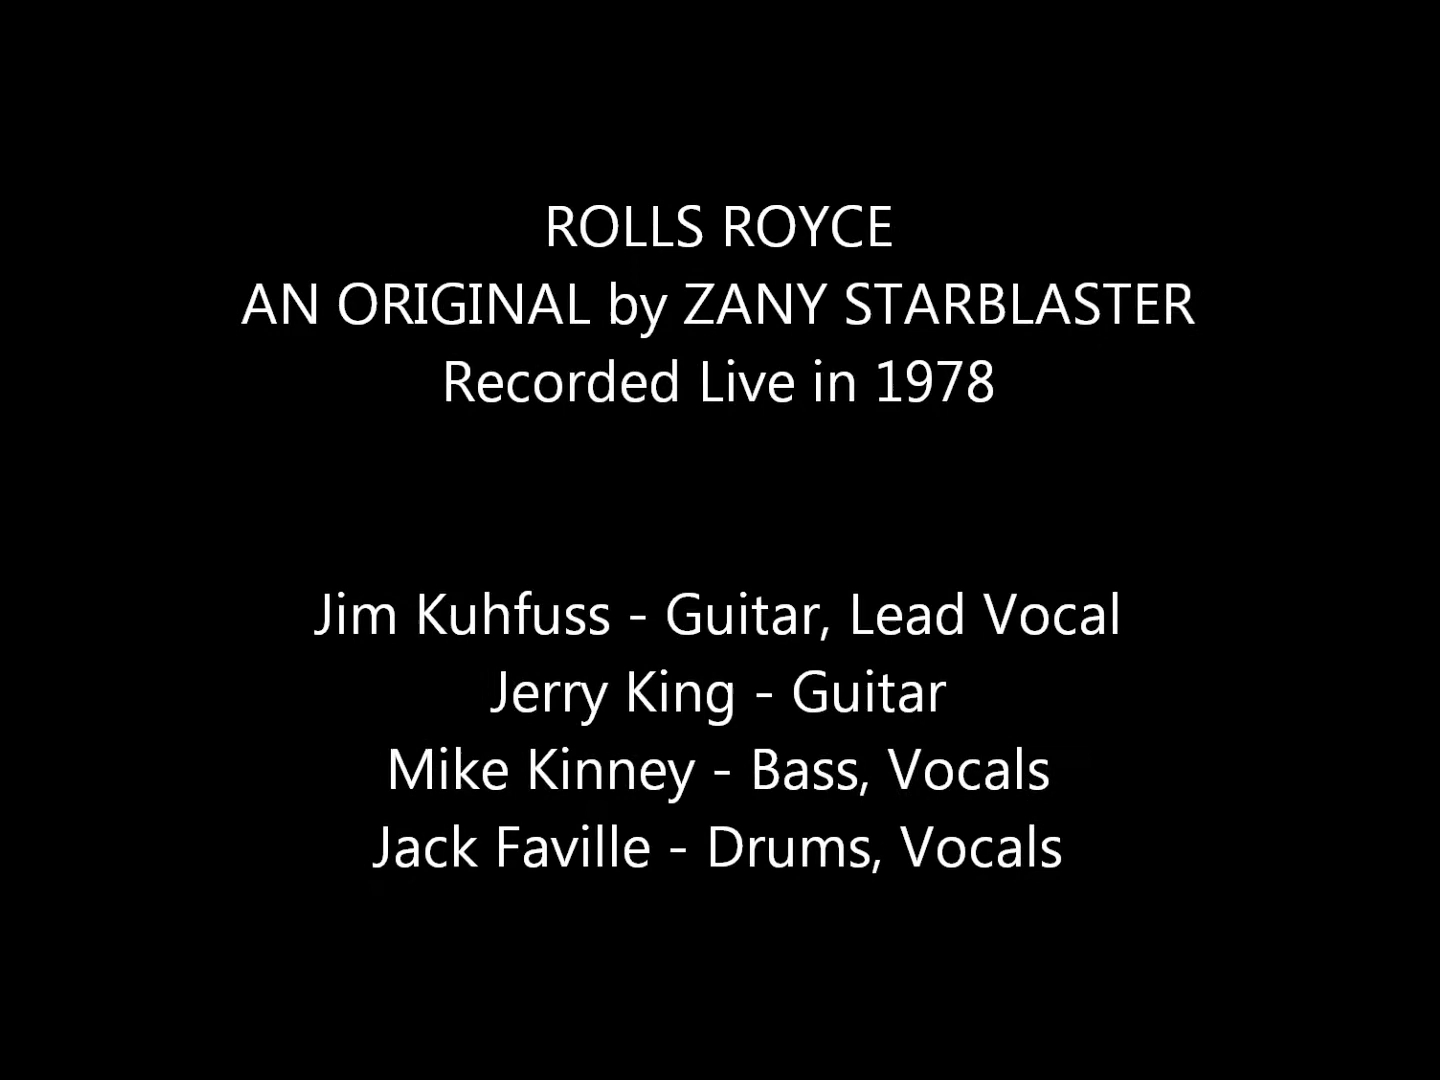 ROLLS ROYCE
AN ORIGINAL by ZANY STARBLASTER
Recorded Live in 1978
Jim Kuhfuss - Guitar, Lead Vocal
Jerry King - Guitar
Mike Kinney - Bass, Vocals
Jack Faville - Drums, Vocals